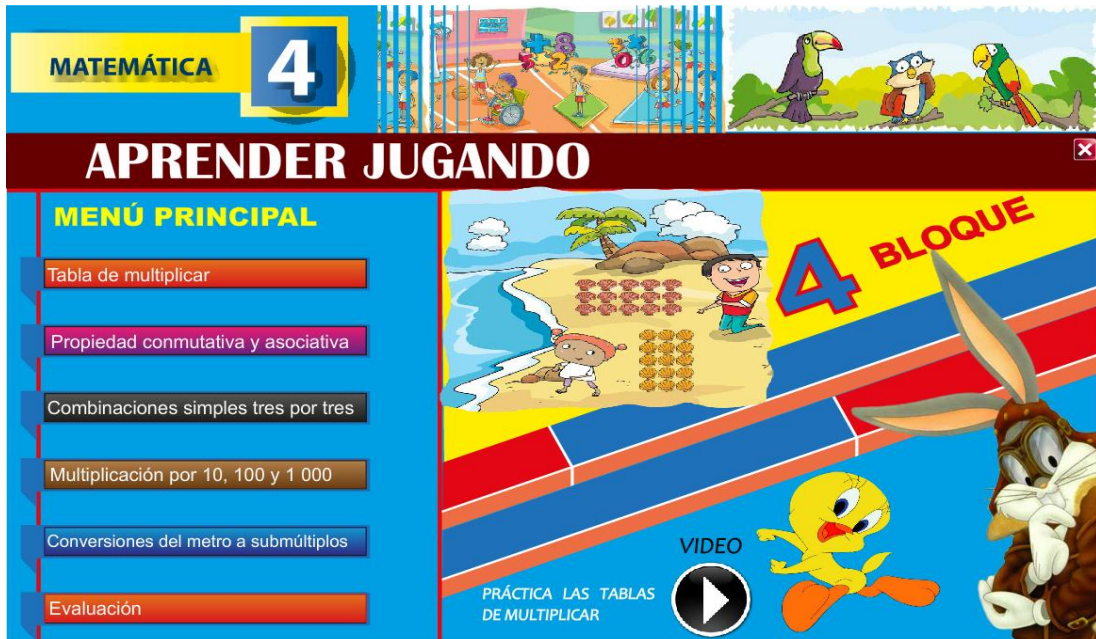 MATEMÁTICA 4
APRENDER JUGANDO
MENÚ PRINCIPAL
Tabla de multiplicar
Propiedad conmutativa y asociativa
Combinaciones simples tres por tres
Multiplicación por 10, 100 y 1 000
Conversiones del metro a submúltiplos
Evaluación
4 BLOQUE
VIDEO
PRÁCTICA LAS TABLAS
DE MULTIPLICAR